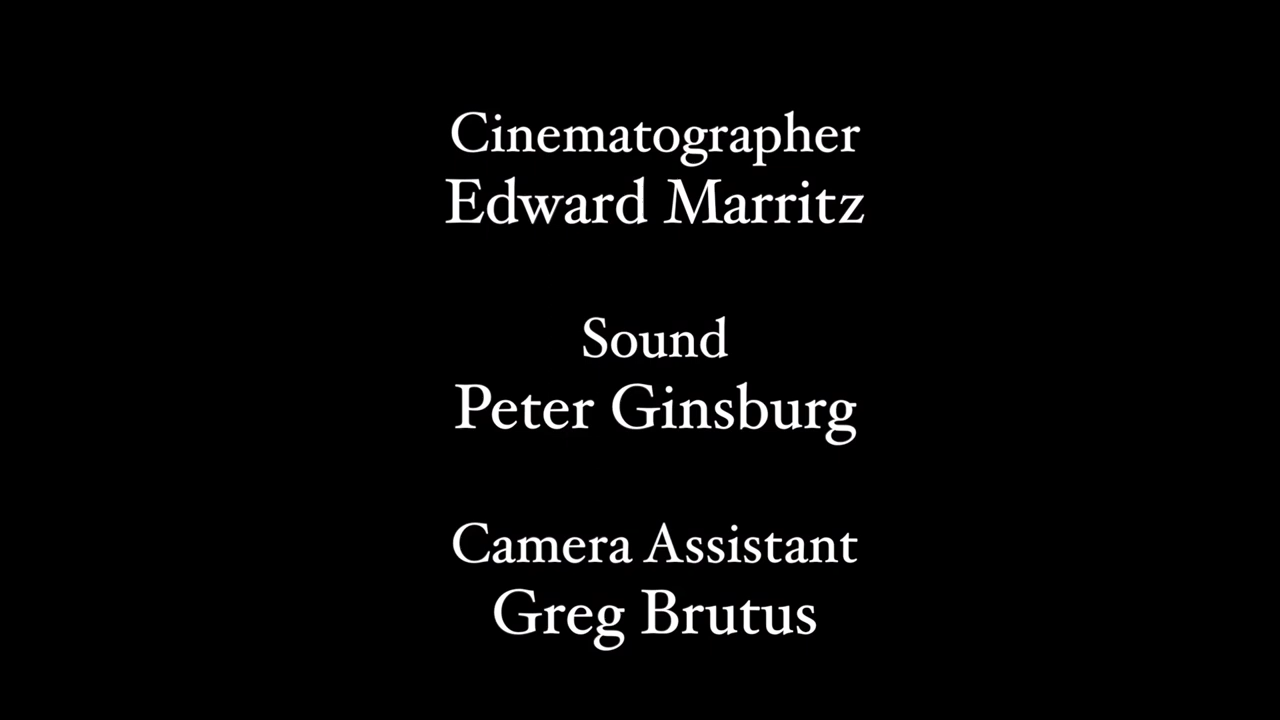 Cinematographer
Edward Marritz
Sound
Peter Ginsburg
Camera Assistant
Greg Brutus